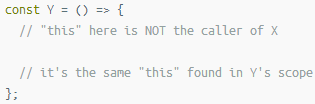 const Y = () => {
// "this" here is NOT the caller of X
// it's the same "this" found in Y's scope
};